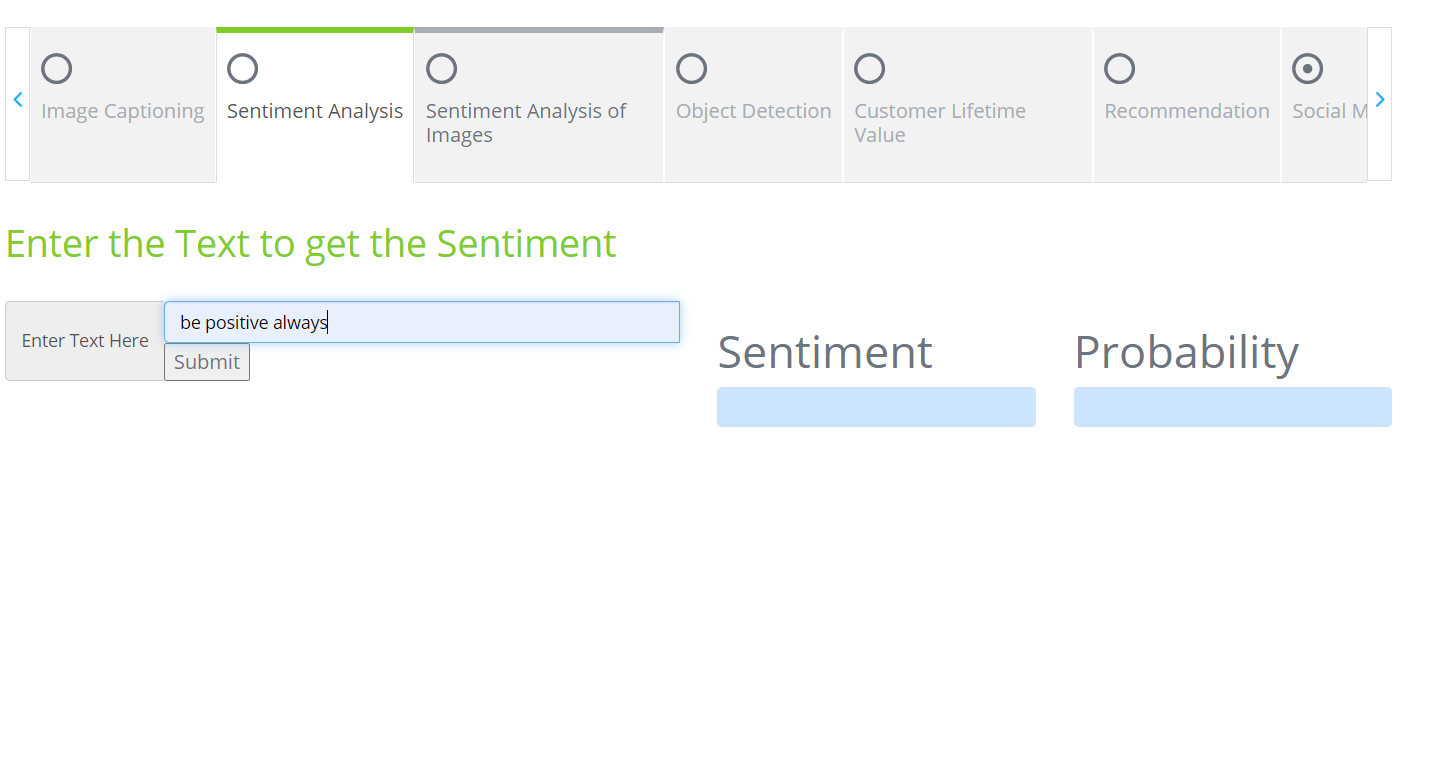 Image Captioning
Sentiment Analysis
Sentiment Analysis of
Images
Object Detection
Customer Lifetime
Value
Recommendation
Social M
Enter the Text to get the Sentiment
Enter Text Here
be positive always
Submit
Sentiment
Probability